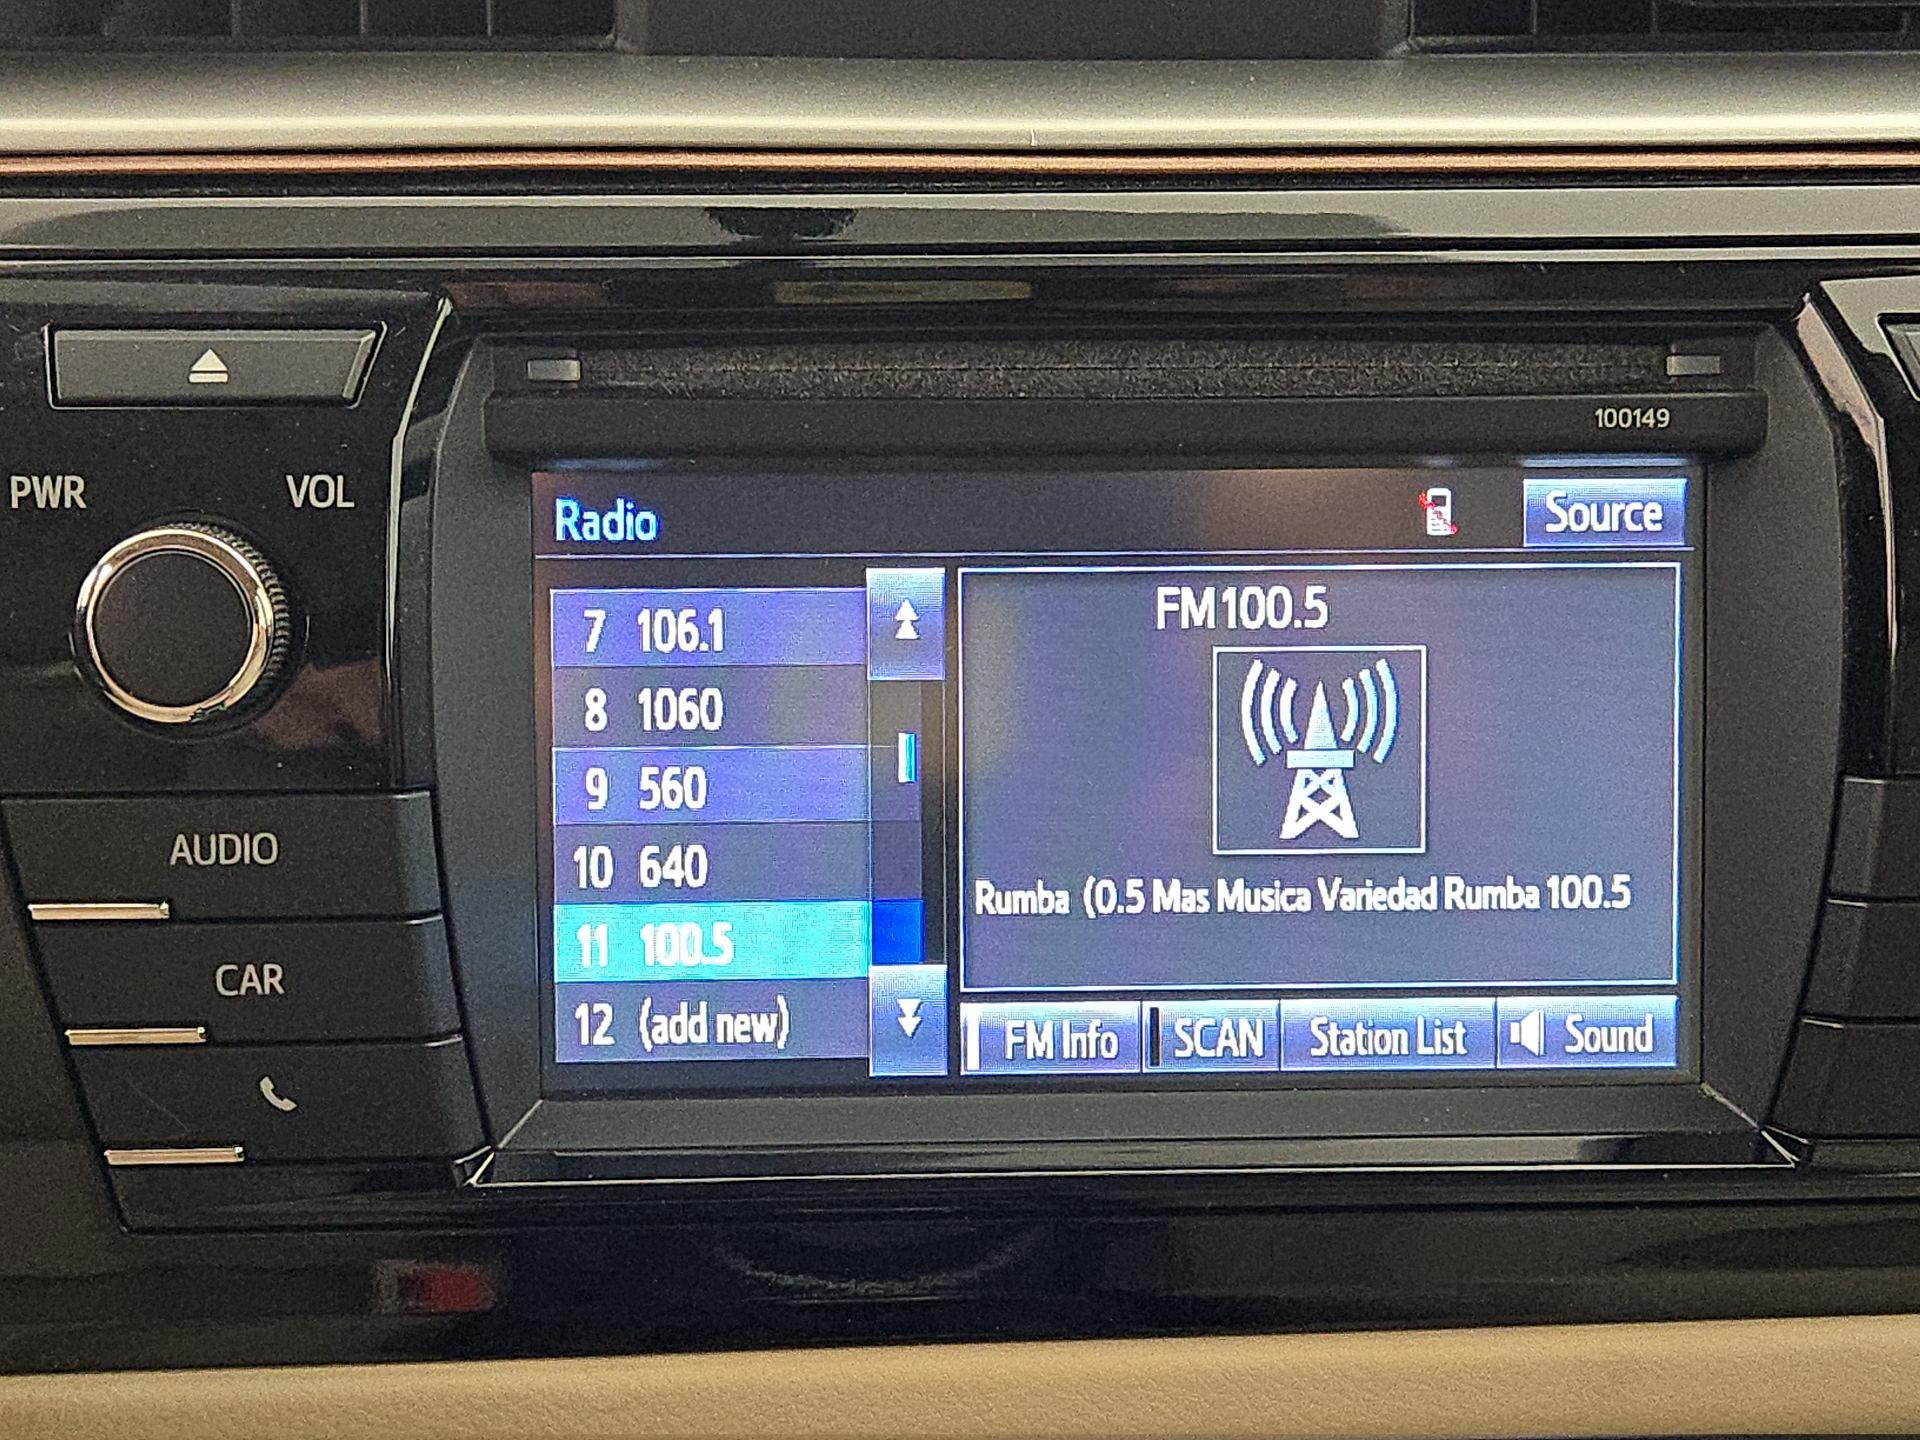 100149
PWR VOL
Radio
Source
7 106.1
8 1060
9 560
10 640
11 100.5
12 (add new)
FM100.5
Rumba (0.5 Mas Musica Variedad Rumba 100.5
FM Info
SCAN
Station List
Sound
AUDIO
CAR